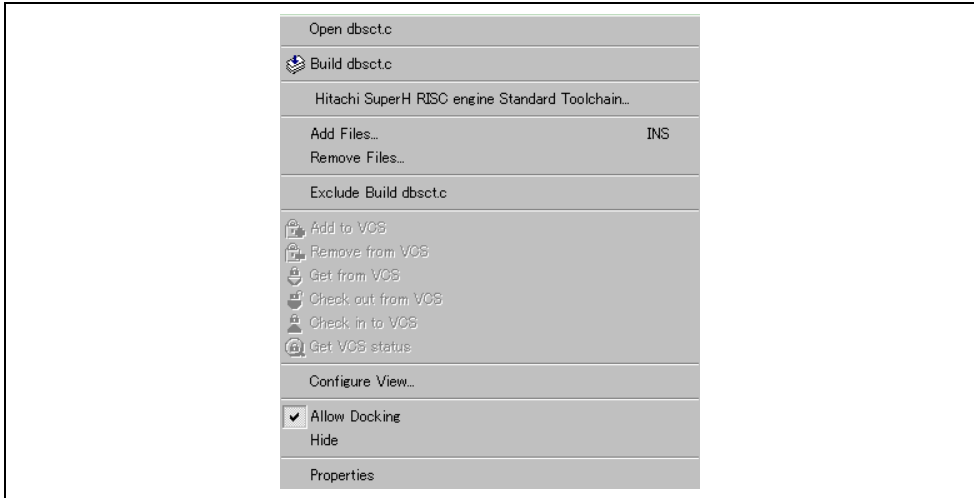 Open dbsct.c
Build dbsct.c
Hitachi SuperH RISC engine Standard Toolchain...
Add Files... INS
Remove Files...
Exclude Build dbsct.c
Add to VCS
Remove from VCS
Get from VCS
Check out from VCS
Check in to VCS
Get VCS status
Configure View...
Allow Docking
Hide
Properties